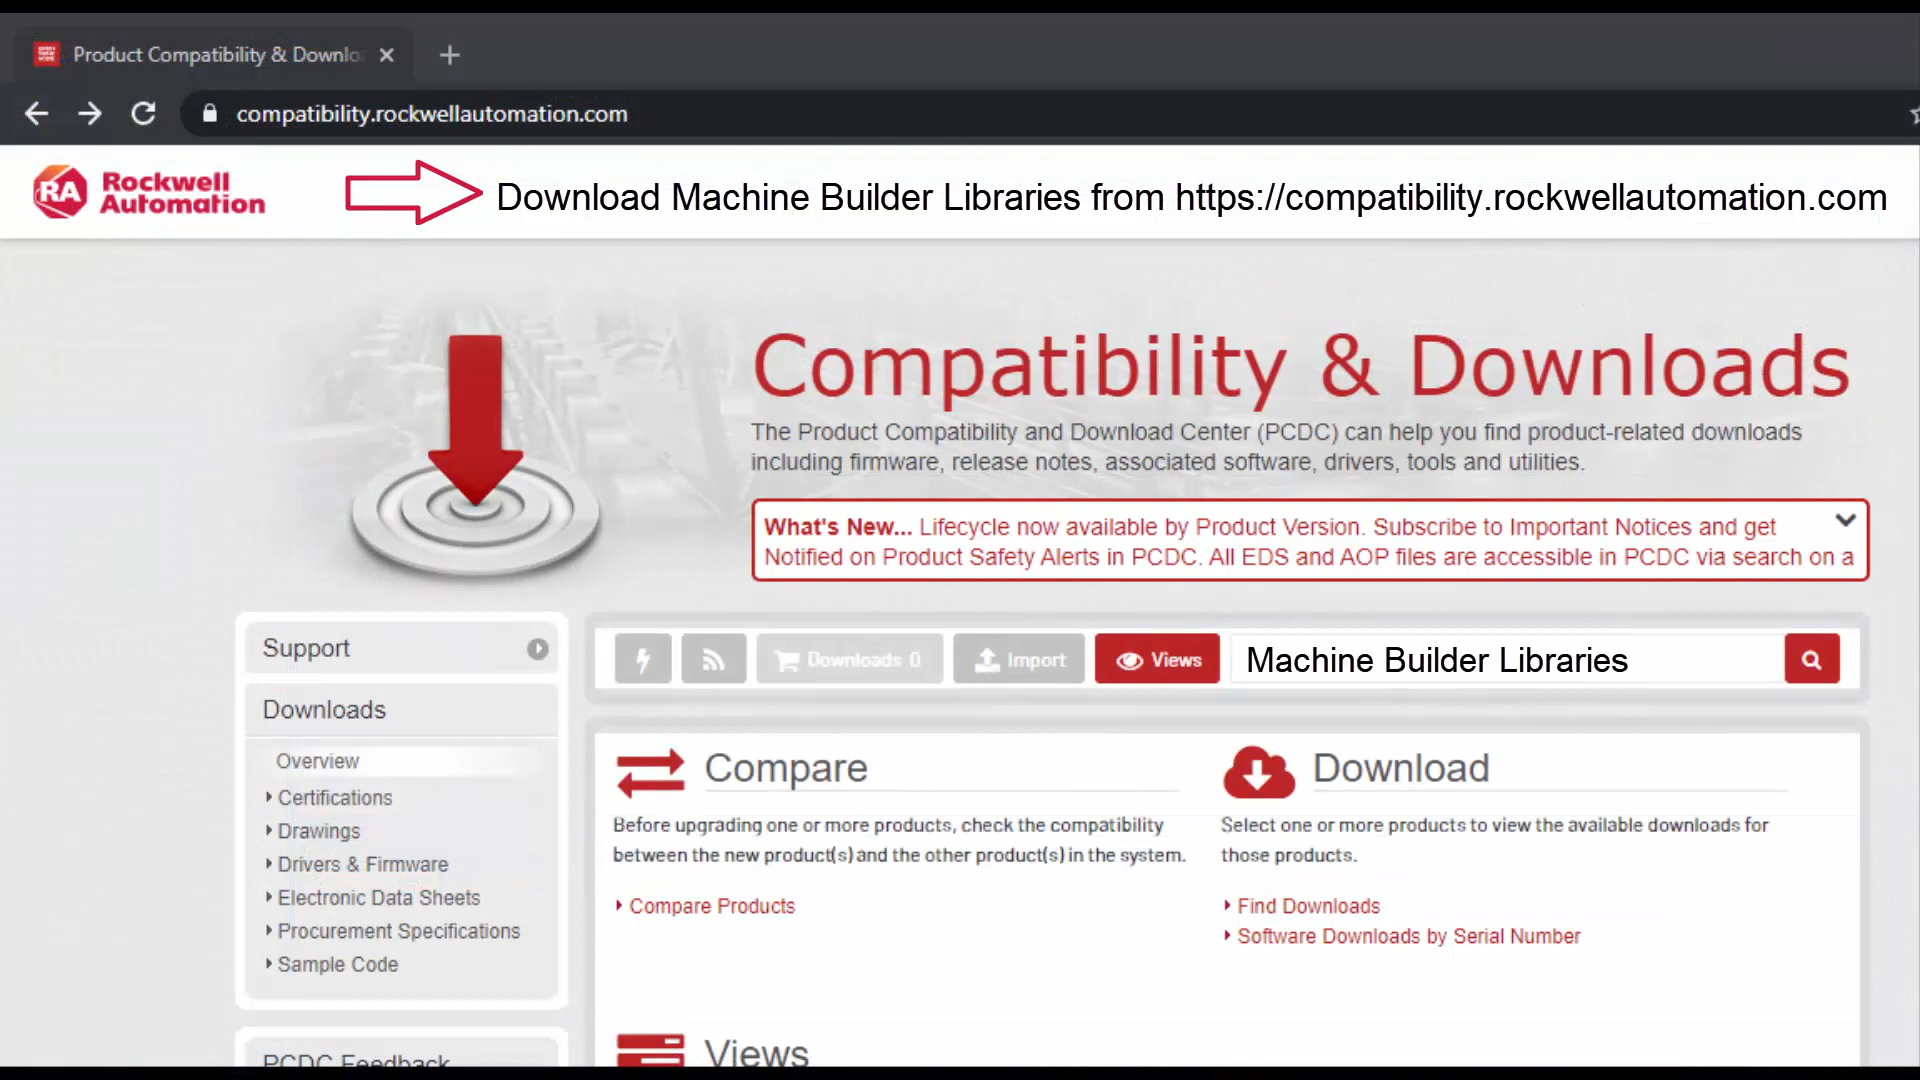 Product Compatibility & Downlo
compatibility.rockwellautomation.com
RA Rockwell Automation
Download Machine Builder Libraries from https://compatibility.rockwellautomation.com
Compatibility & Downloads
The Product Compatibility and Download Center (PCDC) can help you find product-related downloads
including firmware, release notes, associated software, drivers, tools and utilities.
What's New... Lifecycle now available by Product Version. Subscribe to Important Notices and get
Notified on Product Safety Alerts in PCDC. All EDS and AOP files are accessible in PCDC via search on a
Support
Downloads
Overview
Certifications
Drawings
Drivers & Firmware
Electronic Data Sheets
Procurement Specifications
Sample Code
PCDC Feedback
Downloads 0
Import
Views
Machine Builder Libraries
Compare
Before upgrading one or more products, check the compatibility
between the new product(s) and the other product(s) in the system.
Compare Products
Download
Select one or more products to view the available downloads for
those products.
Find Downloads
Software Downloads by Serial Number
Views